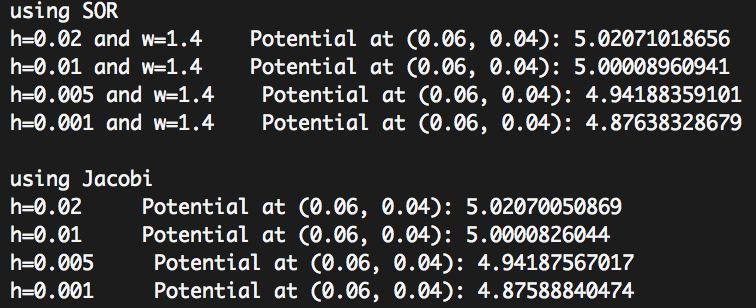 using SOR
h=0.02 and w=1.4    Potential at (0.06, 0.04): 5.02071018656
h=0.01 and w=1.4    Potential at (0.06, 0.04): 5.00008960941
h=0.005 and w=1.4    Potential at (0.06, 0.04): 4.94188359101
h=0.001 and w=1.4    Potential at (0.06, 0.04): 4.87638328679
using Jacobi
h=0.02     Potential at (0.06, 0.04): 5.02070050869
h=0.01     Potential at (0.06, 0.04): 5.0000826044
h=0.005     Potential at (0.06, 0.04): 4.94187567017
h=0.001     Potential at (0.06, 0.04): 4.87588840474